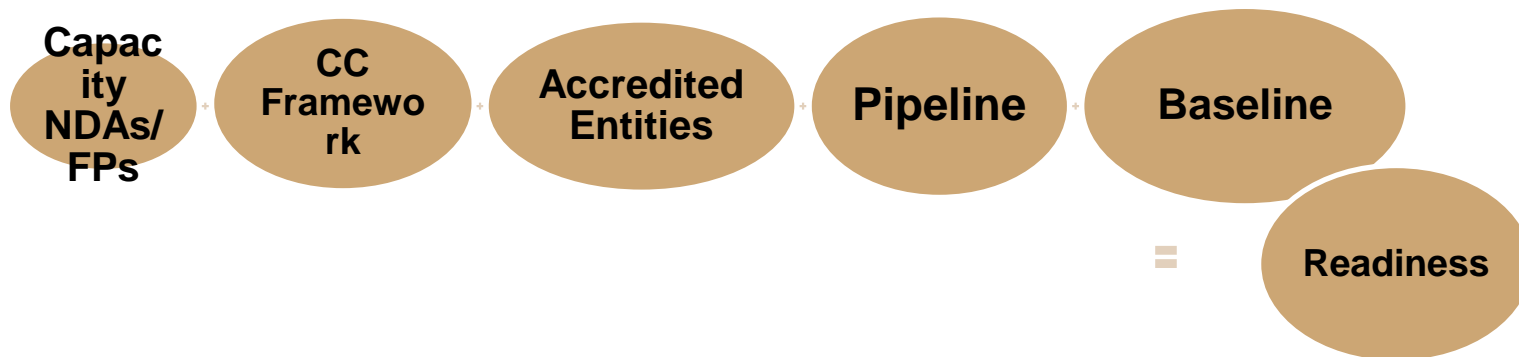 Capac
ity
NDAs/
FPs
+
CC
Framewo
rk
+
Accredited
Entities
+
Pipeline
+
Baseline
=
Readiness